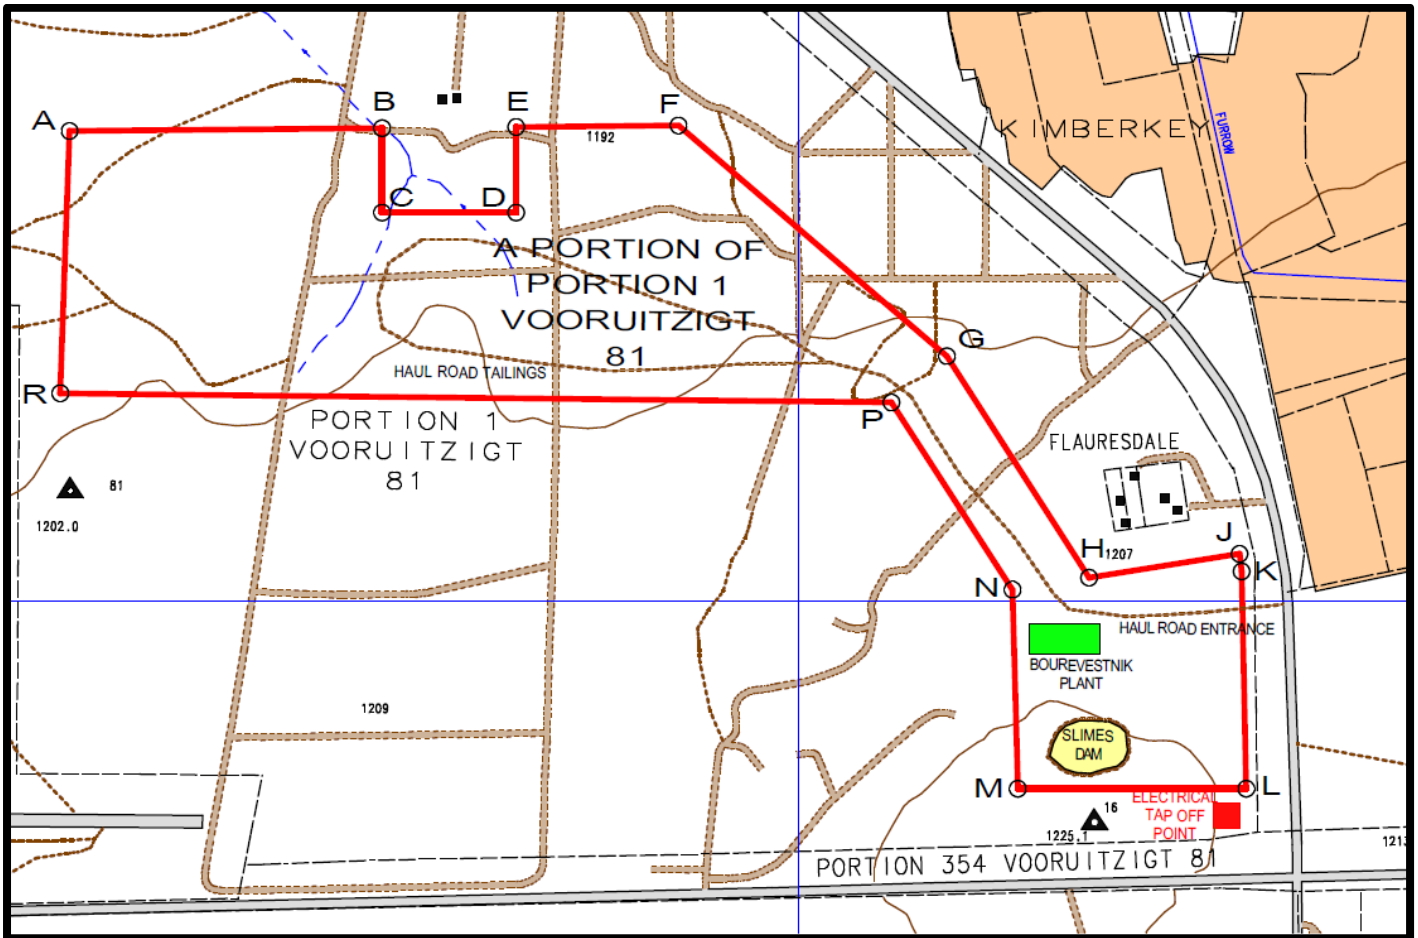 A
B
E
F
1192
KIMBERKEY
FURROW
C
D
A PORTION OF
PORTION 1
VOORUITZIGT
81
G
HAUL ROAD TAILINGS
R
P
PORTION 1
VOORUITZIGT
81
FLAURESDALE
81
1202.0
H
1207
J
K
N
HAUL ROAD ENTRANCE
BOUREVESTNIK
PLANT
1209
SLIMES
DAM
M
L
ELECTRICAL
TAP OFF
POINT
16
1225.1
1213
PORTION 354 VOORUITZIGT 81